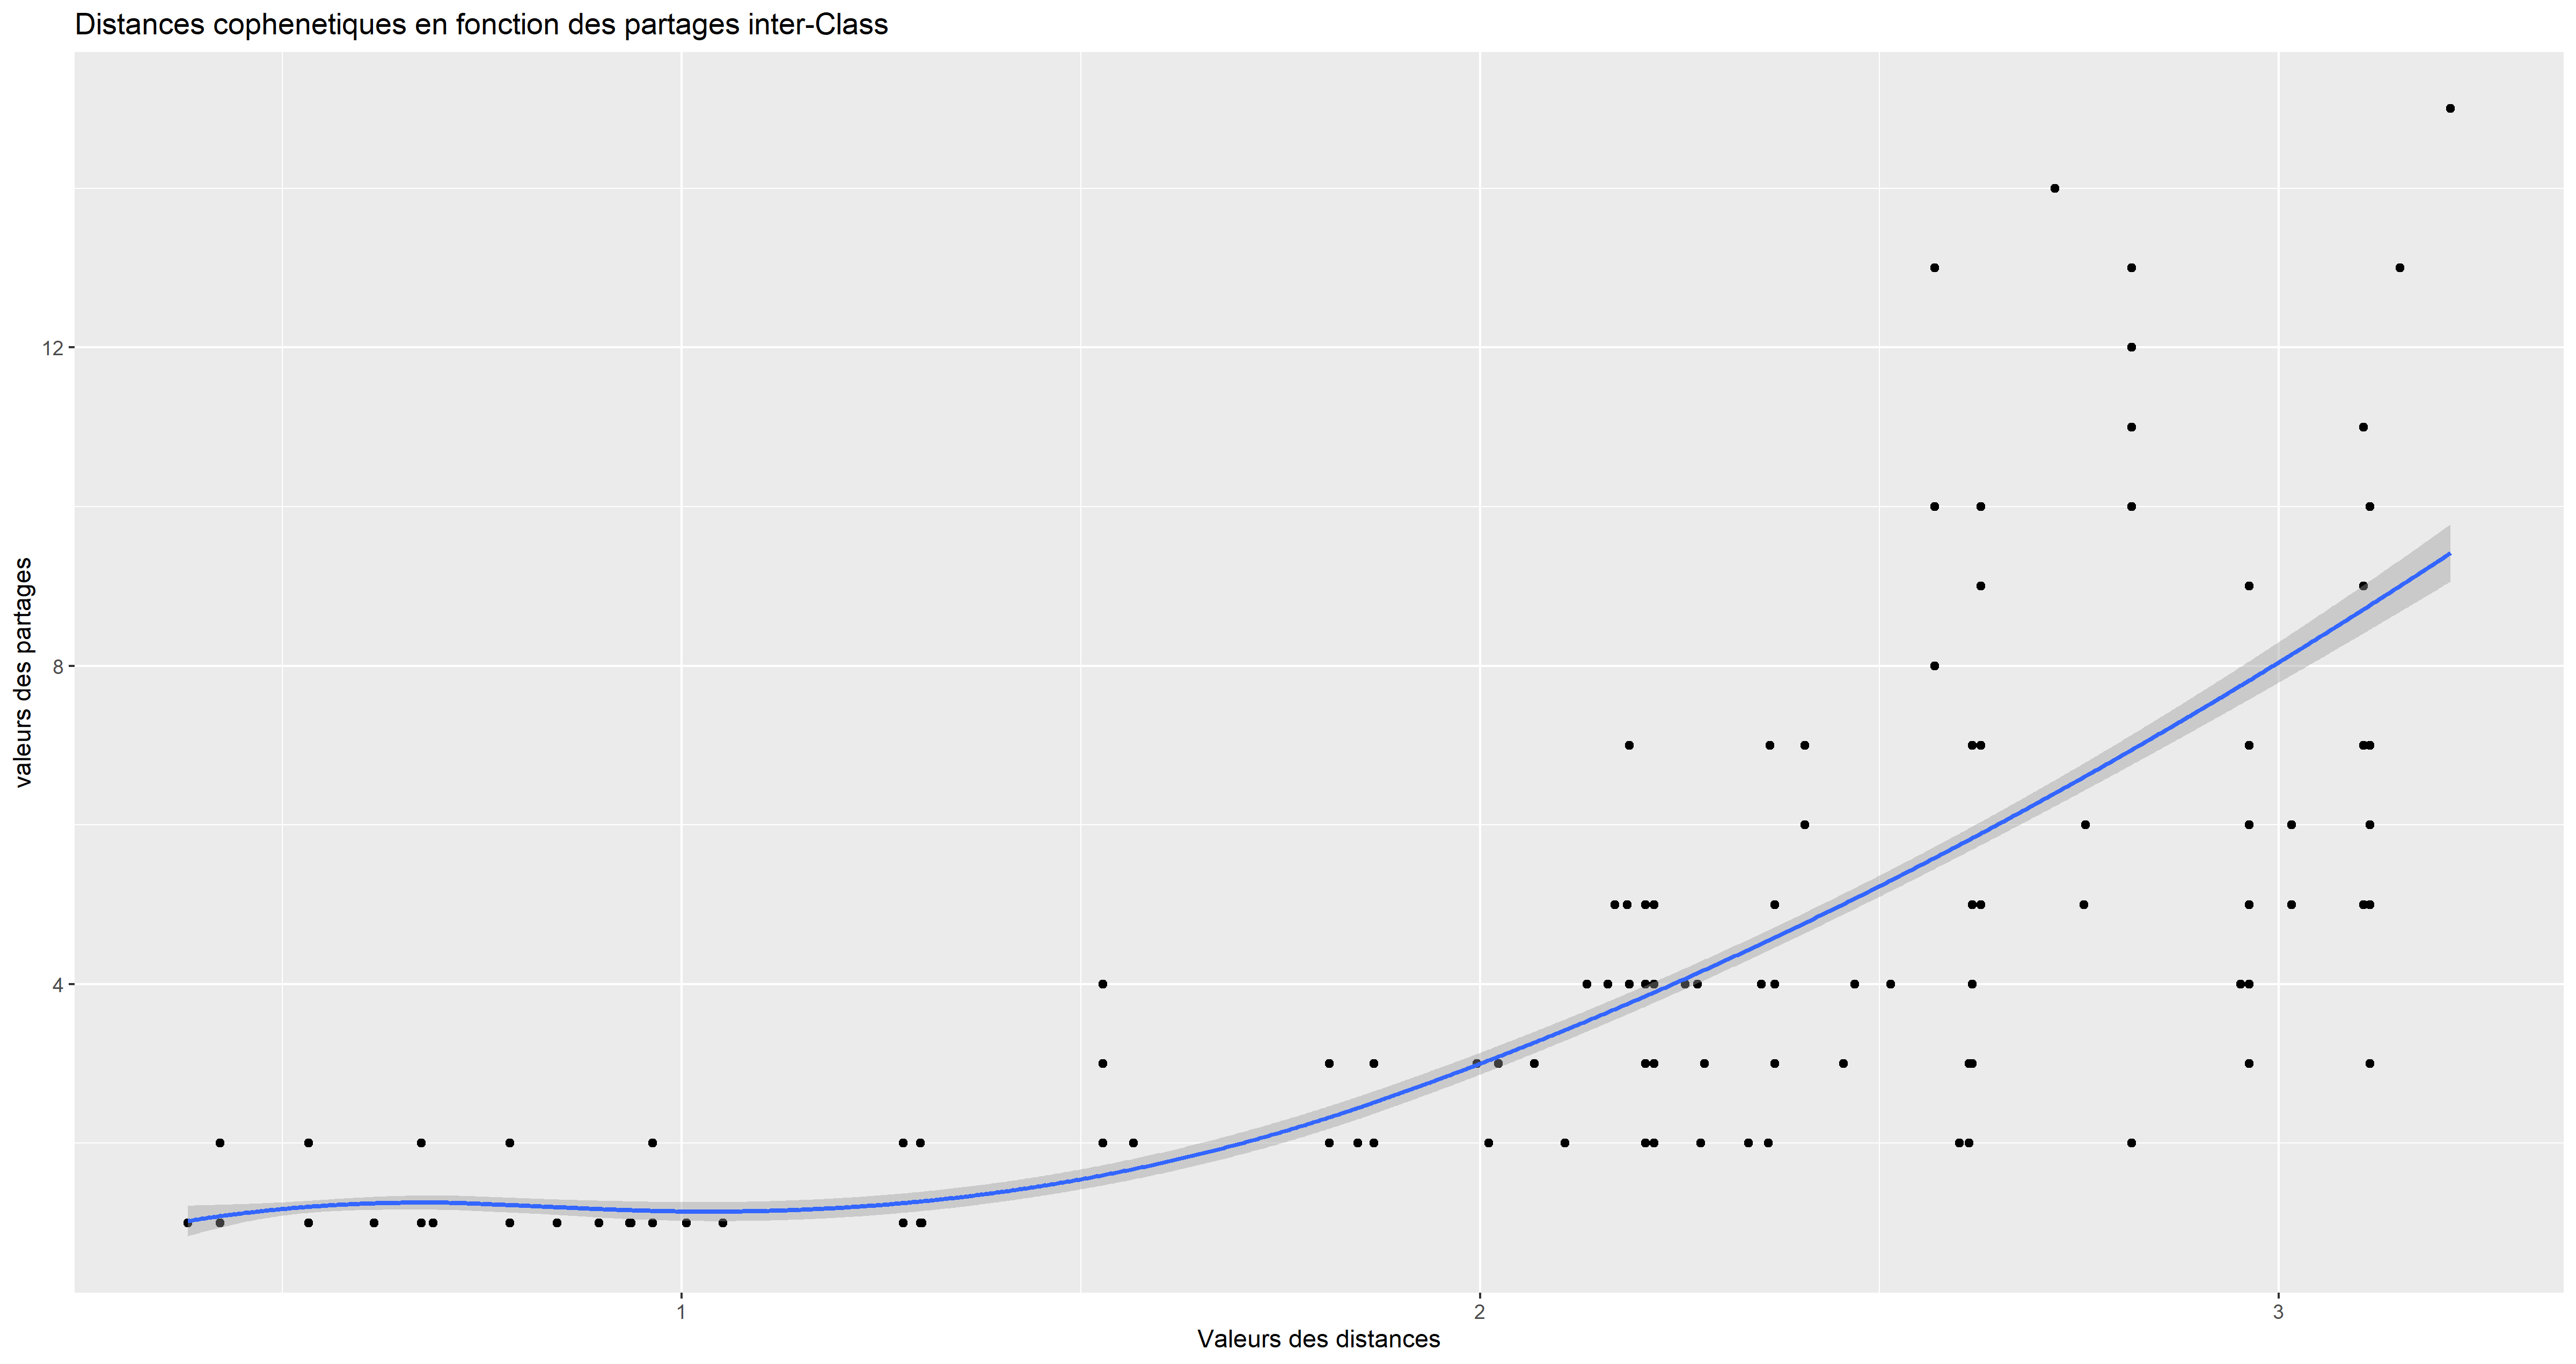 Distances cophenetiques en fonction des partages inter-Class
valeurs des partages
12
8
4
1
2
3
Valeurs des distances